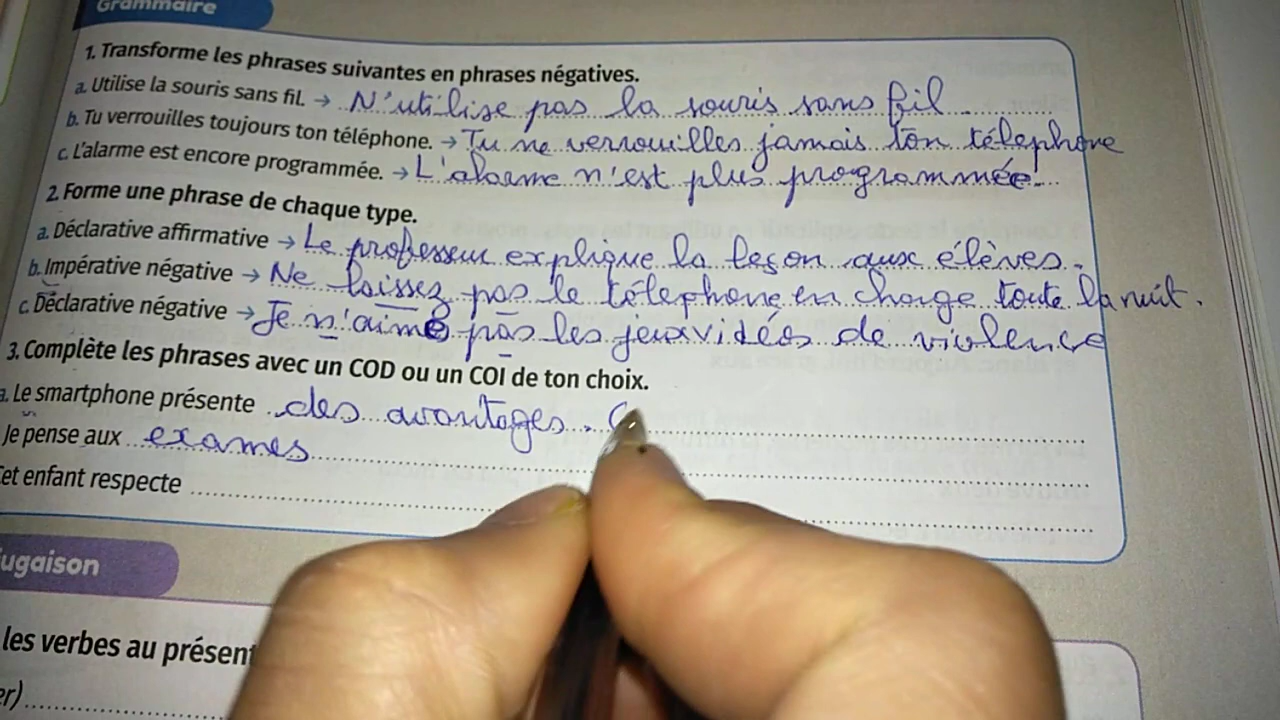 Grammaire
1. Transforme les phrases suivantes en phrases négatives.
a. Utilise la souris sans fil. → N'utilise pas la souris sans fil
b. Tu verrouilles toujours ton téléphone. → Tu ne verrouilles jamais ton télephone
c. L'alarme est encore programmée. → L'alarme n'est plus programmée.
2. Forme une phrase de chaque type.
a. Déclarative affirmative → Le professeur explique la leçon aux élèves.
b. Impérative négative → Ne laissez pas le télephone en charge toute la nuit.
c. Déclarative négative → Je n'aime pas les jeux vidéos de violence
3. Complète les phrases avec un COD ou un COI de ton choix.
a. Le smartphone présente des avantages. (
Je pense aux exames
Cet enfant respecte
ugaison
les verbes au présent
er)